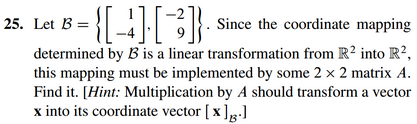 25. Let $\mathcal{B} = \left\{ \begin{bmatrix} 1 \\ -4 \end{bmatrix}, \begin{bmatrix} -2 \\ 9 \end{bmatrix} \right\}$. Since the coordinate mapping
determined by $\mathcal{B}$ is a linear transformation from $\mathbb{R}^2$ into $\mathbb{R}^2$,
this mapping must be implemented by some 2 × 2 matrix $A$.
Find it. [Hint: Multiplication by $A$ should transform a vector
$\mathbf{x}$ into its coordinate vector $[\,\mathbf{x}\,]_{\mathcal{B}}$.]